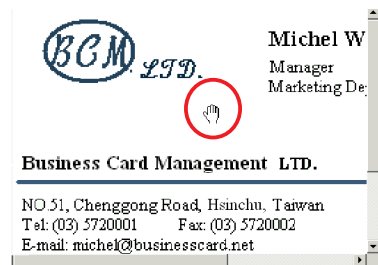 BCM
LTD.
Michel W
Manager
Marketing De
Business Card Management LTD.
NO.51, Chenggong Road, Hsinchu, Taiwan
Tel: (03) 5720001 Fax: (03) 5720002
E-mail: michel@businesscard.net